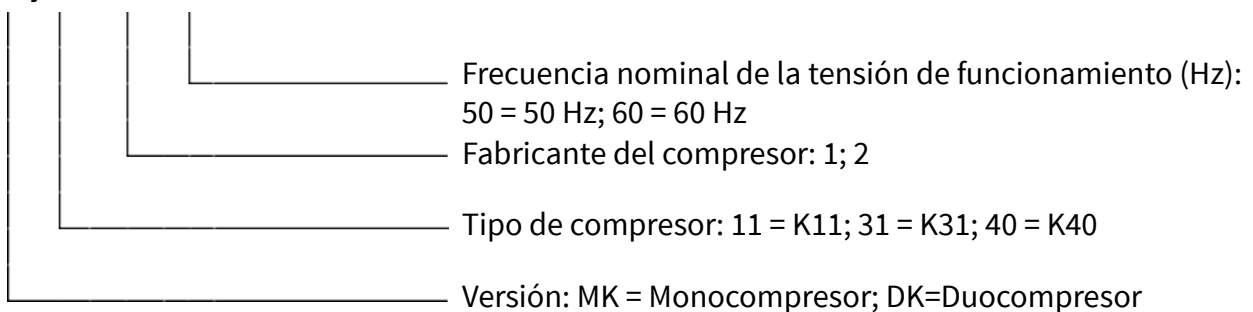 Frecuencia nominal de la tensión de funcionamiento (Hz):
50 = 50 Hz; 60 = 60 Hz
Fabricante del compresor: 1; 2
Tipo de compresor: 11 = K11; 31 = K31; 40 = K40
Versión: MK = Monocompresor; DK=Duocompresor